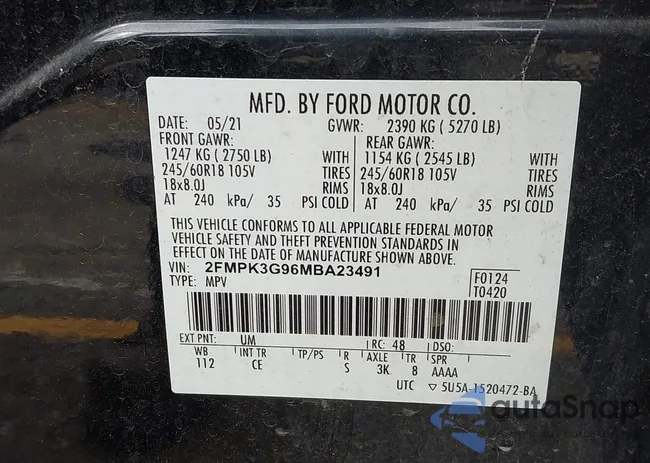 MFD. BY FORD MOTOR CO.
DATE: 05/21 GVWR: 2390 KG ( 5270 LB)
FRONT GAWR: REAR GAWR:
1247 KG ( 2750 LB) WITH 1154 KG ( 2545 LB) WITH
245/60R18 105V TIRES 245/60R18 105V TIRES
18x8.0J RIMS 18x8.0J RIMS
AT 240 kPa/ 35 PSI COLD AT 240 kPa/ 35 PSI COLD
THIS VEHICLE CONFORMS TO ALL APPLICABLE FEDERAL MOTOR
VEHICLE SAFETY AND THEFT PREVENTION STANDARDS IN
EFFECT ON THE DATE OF MANUFACTURE SHOWN ABOVE.
VIN: 2FMPK3G96MBA23491 F0124
TYPE: MPV T0420
EXT PNT: UM RC: 48 DSO:
WB INT TR TP/PS R AXLE TR SPR
112 CE S 3K 8 AAAA
UTC ▽ 5U5A-1520472-BA
autoSnap